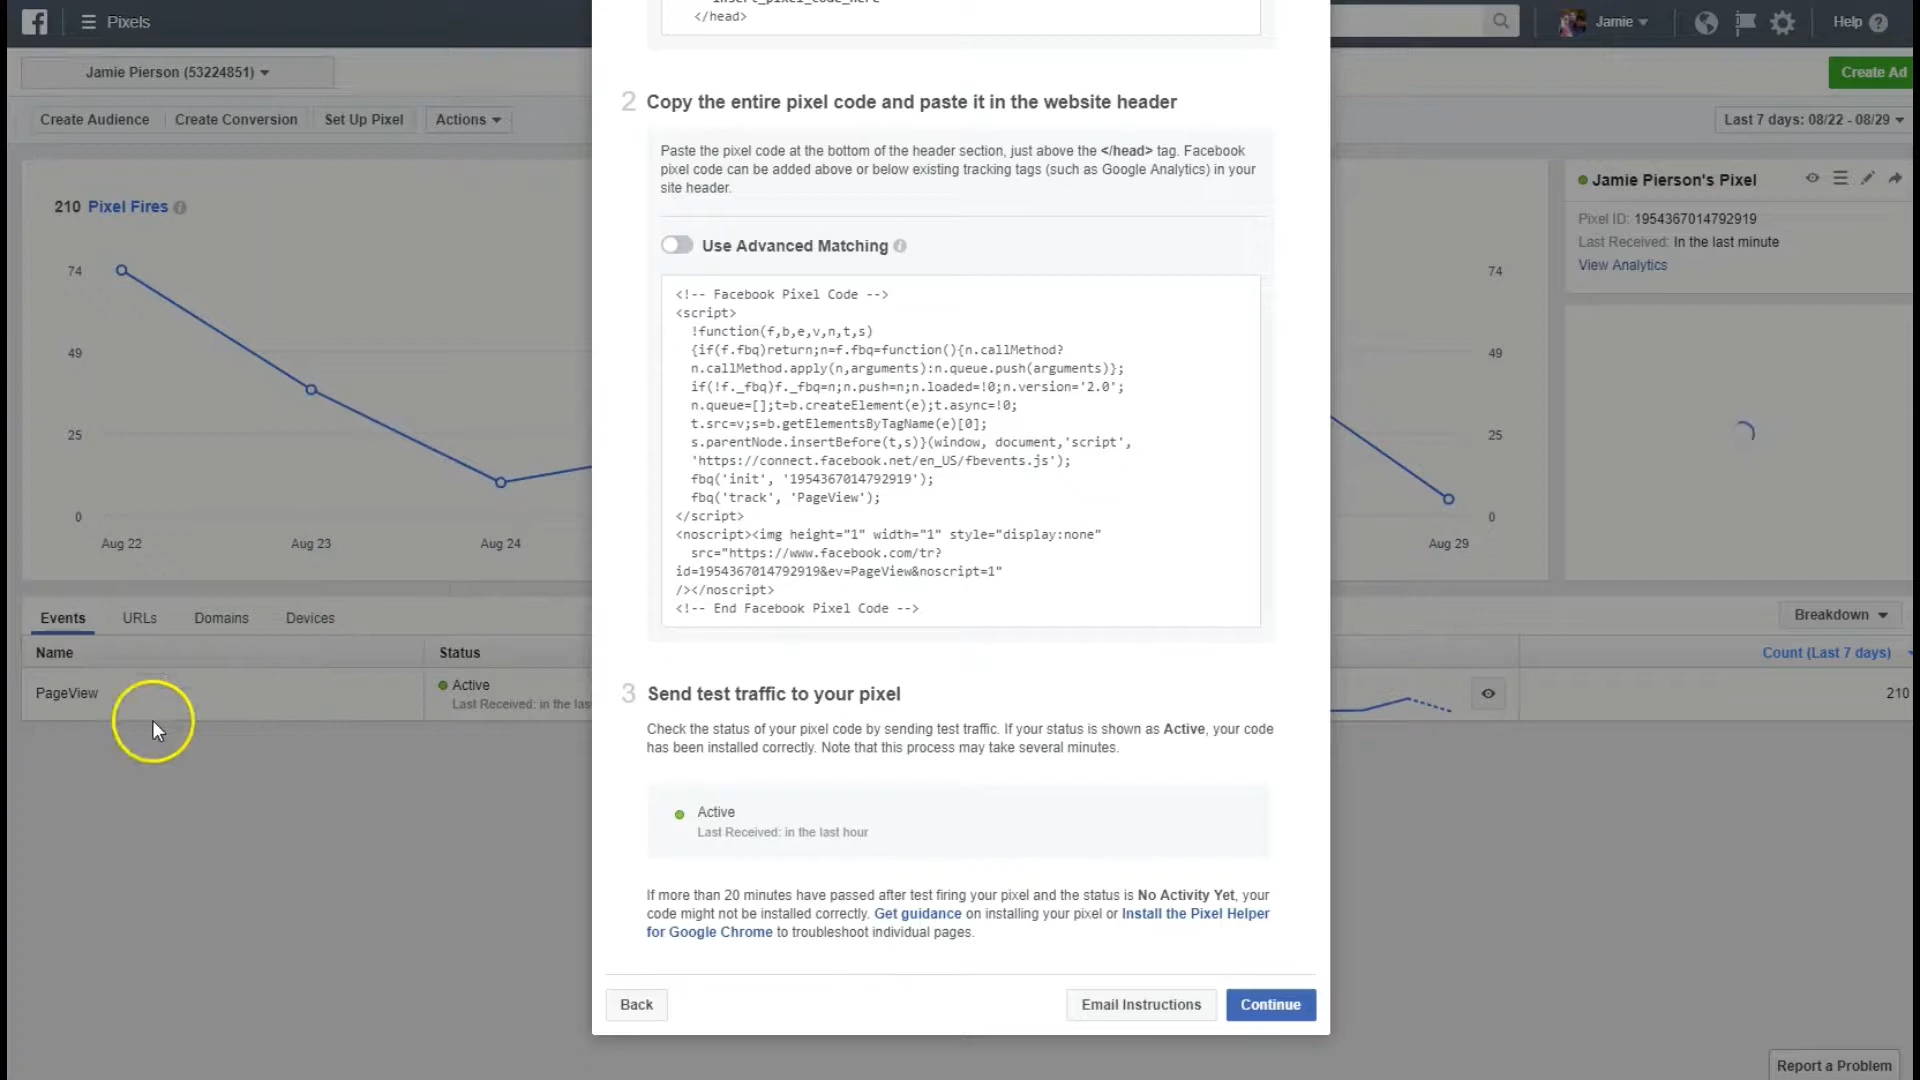 Pixels
Jamie
Help
Jamie Pierson (53224851)
Create Ad
Create Audience
Create Conversion
Set Up Pixel
Actions
Last 7 days: 08/22 - 08/29
210 Pixel Fires
74
49
25
0
Aug 22
Aug 23
Aug 24
insert_pixel_code_here
</head>
2 Copy the entire pixel code and paste it in the website header
Paste the pixel code at the bottom of the header section, just above the </head> tag. Facebook
pixel code can be added above or below existing tracking tags (such as Google Analytics) in your
site header.
Use Advanced Matching
<!-- Facebook Pixel Code -->
<script>
!function(f,b,e,v,n,t,s)
{if(f.fbq)return;n=f.fbq=function(){n.callMethod?
n.callMethod.apply(n,arguments):n.queue.push(arguments)};
if(!f._fbq)f._fbq=n;n.push=n;n.loaded=!0;n.version='2.0';
n.queue=[];t=b.createElement(e);t.async=!0;
t.src=v;s=b.getElementsByTagName(e)[0];
s.parentNode.insertBefore(t,s)}(window, document,'script',
'https://connect.facebook.net/en_US/fbevents.js');
fbq('init', '1954367014792919');
fbq('track', 'PageView');
</script>
<noscript><img height="1" width="1" style="display:none"
src="https://www.facebook.com/tr?
id=1954367014792919&ev=PageView&noscript=1"
/></noscript>
<!-- End Facebook Pixel Code -->
3 Send test traffic to your pixel
Check the status of your pixel code by sending test traffic. If your status is shown as Active, your code
has been installed correctly. Note that this process may take several minutes.
Active
Last Received: in the last hour
If more than 20 minutes have passed after test firing your pixel and the status is No Activity Yet, your
code might not be installed correctly. Get guidance on installing your pixel or Install the Pixel Helper
for Google Chrome to troubleshoot individual pages.
Back
Email Instructions
Continue
74
49
25
0
Aug 29
Jamie Pierson's Pixel
Pixel ID: 1954367014792919
Last Received: In the last minute
View Analytics
Events
URLs
Domains
Devices
Breakdown
Name
Status
Count (Last 7 days)
PageView
Active
Last Received: in the las
210
Report a Problem